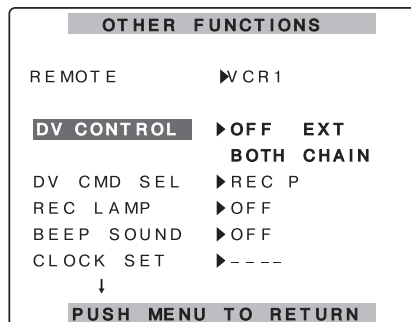 OTHER FUNCTIONS
REMOTE ▶VCR1
DV CONTROL ▶OFF EXT
BOTH CHAIN
DV CMD SEL ▶REC P
REC LAMP ▶OFF
BEEP SOUND ▶OFF
CLOCK SET ▶----
↓
PUSH MENU TO RETURN